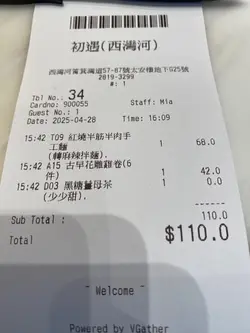 初遇(西灣河)
西灣河筲箕灣道57-87號太安樓地下G25號
2019-3299
#: 1
Tbl No.: 34
Cardno: 900055 Staff: Mia
Guest No.: 1
Date: 2025-04-28 Time: 16:09
15:42 T09 紅燒半筋半肉手 1 68.0
工麵
(轉麻辣拌麵).
15:42 A15 古早花雕雞卷(6 1 42.0
件)
15:42 D03 黑糖薑母茶 1 0.0
(少少甜).
110.0
Sub Total :
Total $110.0
~ Welcome ~
Powered by VGather